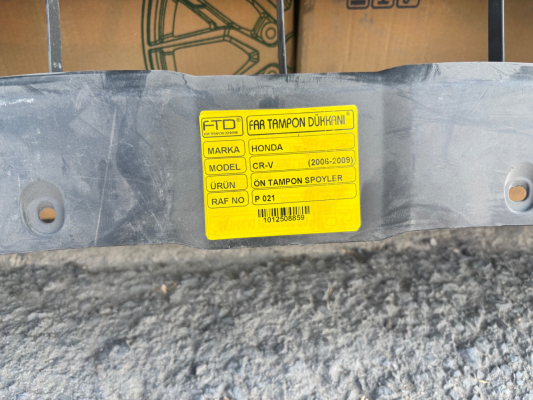 FTD® FAR TAMPON DÜKKANI®
MARKA HONDA
MODEL CR-V (2006-2009)
ÜRÜN ÖN TAMPON SPOYLER
RAF NO P 021
1012508859